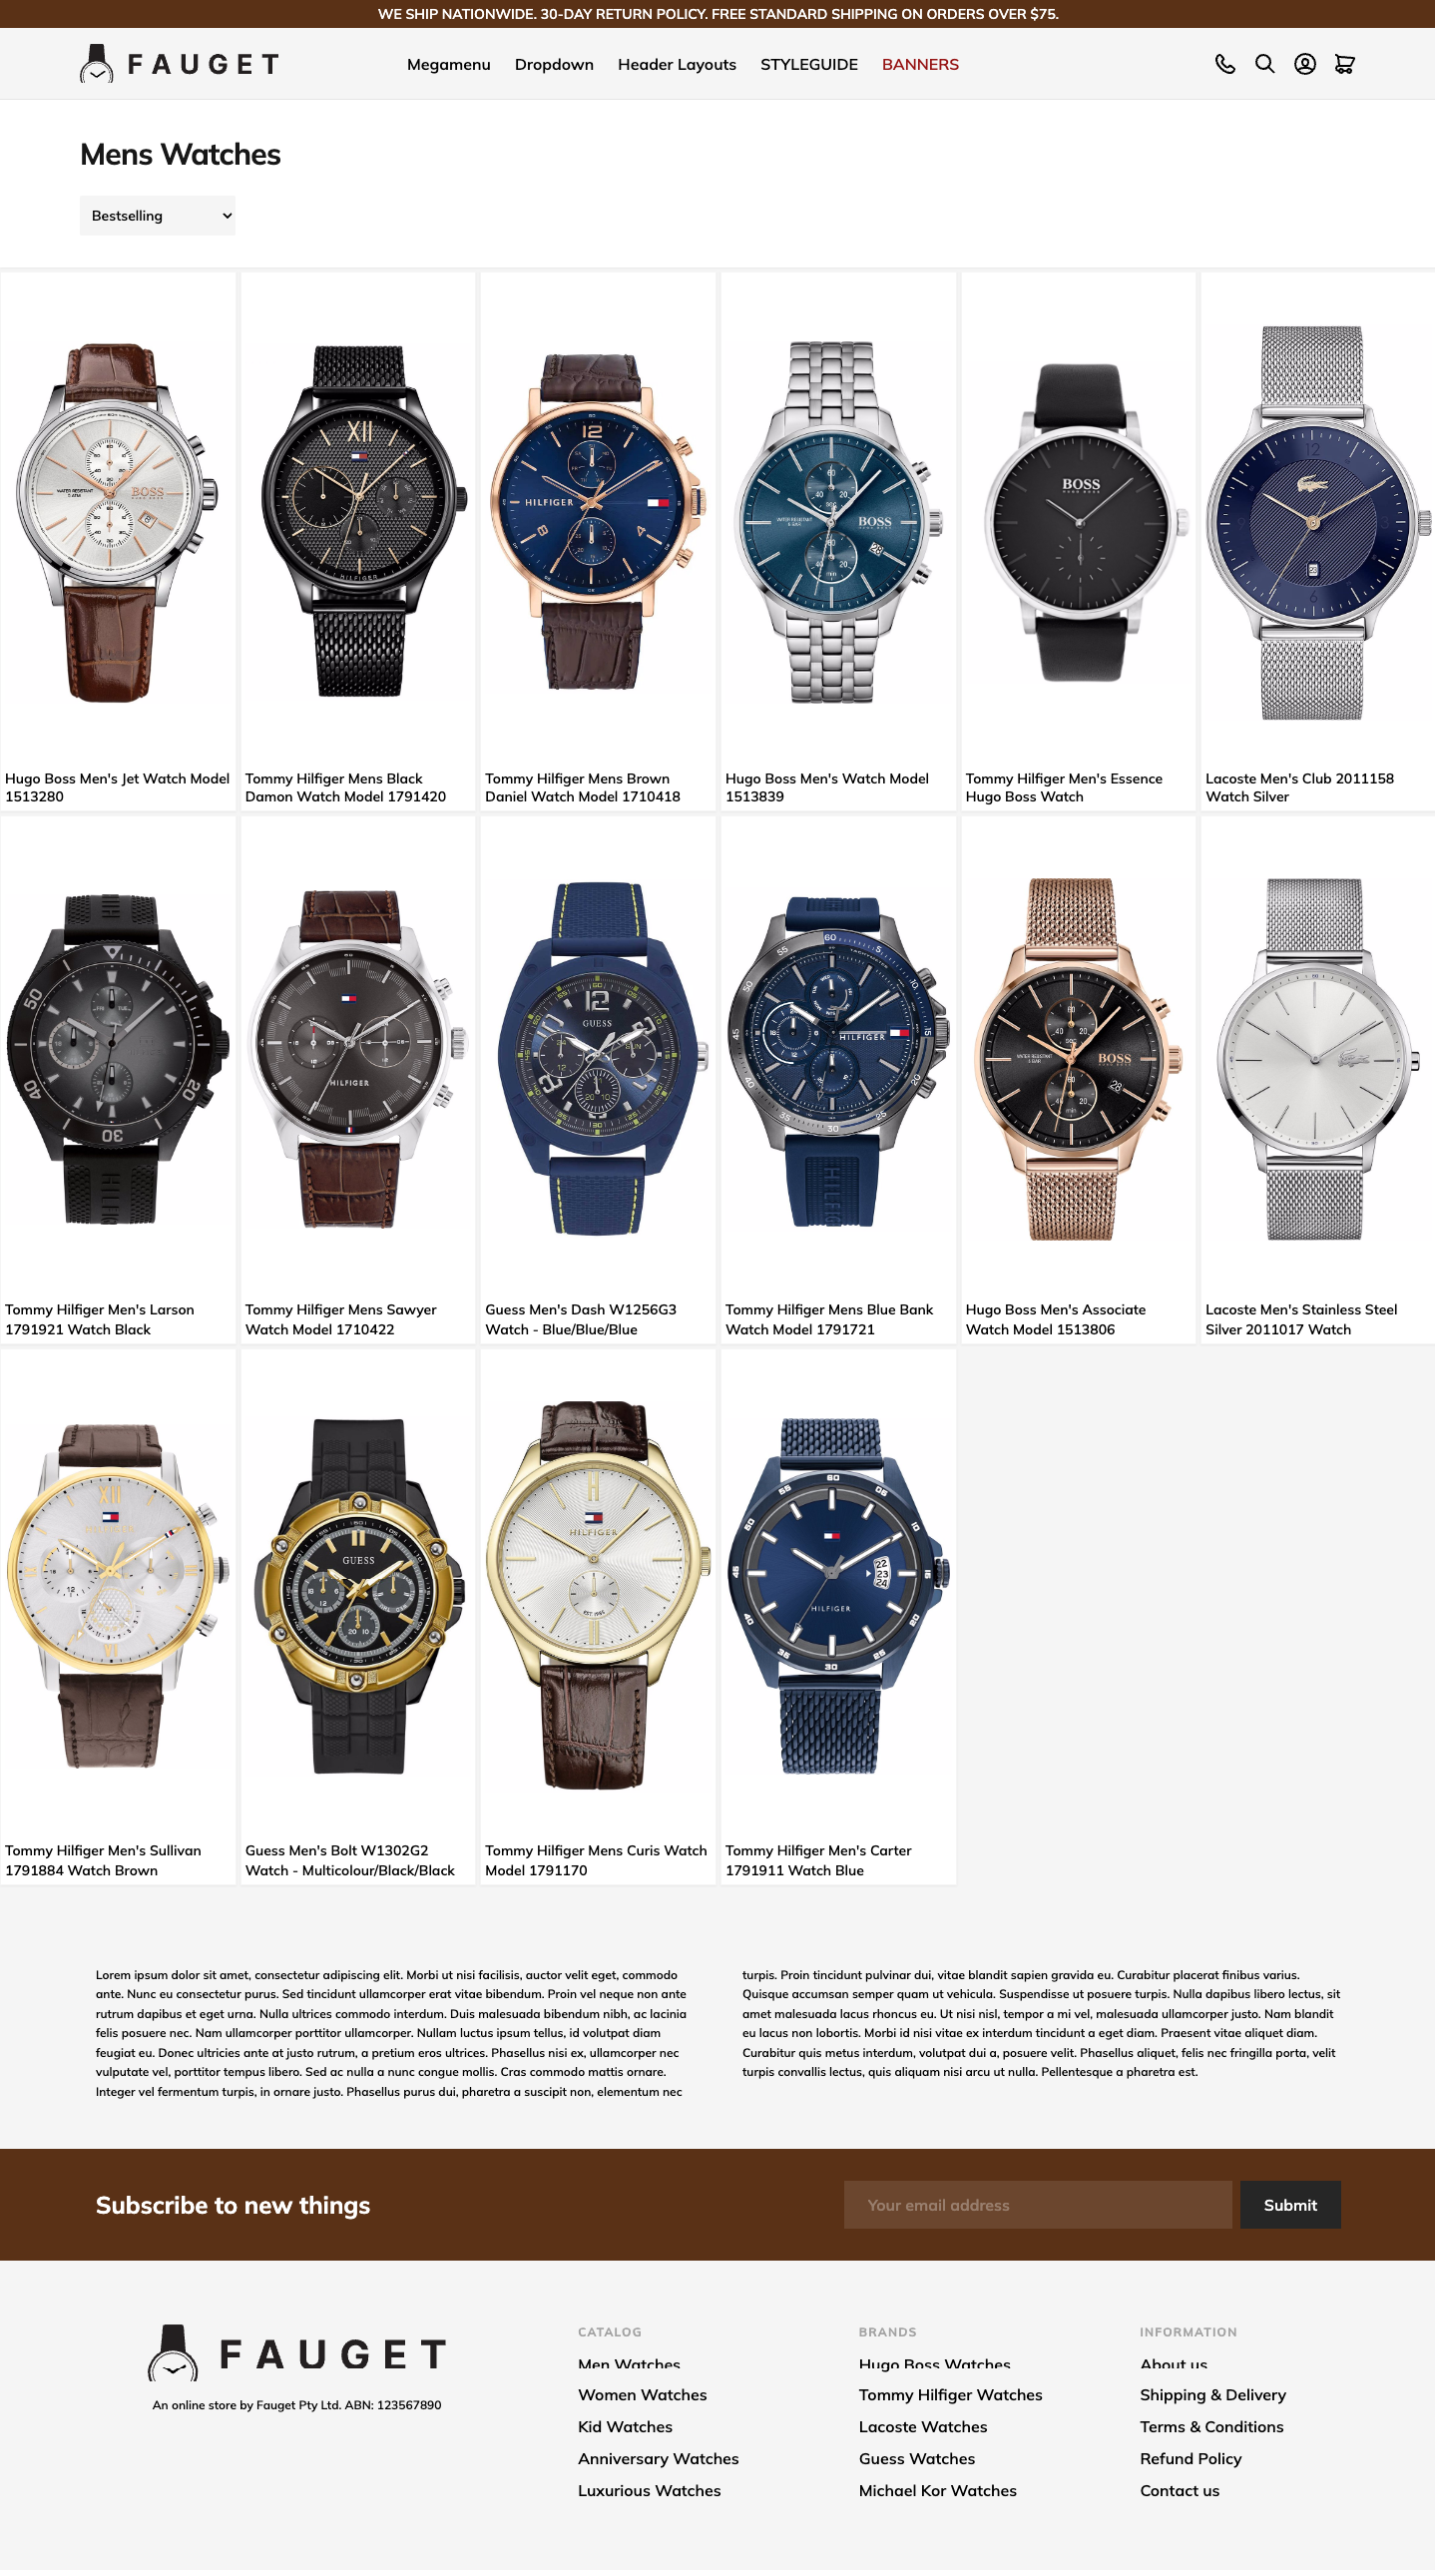 WE SHIP NATIONWIDE. 30-DAY RETURN POLICY. FREE STANDARD SHIPPING ON ORDERS OVER $75.
FAUGET
Megamenu Dropdown Header Layouts STYLEGUIDE BANNERS
Mens Watches
Bestselling
Hugo Boss Men's Jet Watch Model
1513280
Tommy Hilfiger Mens Black
Damon Watch Model 1791420
Tommy Hilfiger Mens Brown
Daniel Watch Model 1710418
Hugo Boss Men's Watch Model
1513839
Tommy Hilfiger Men's Essence
Hugo Boss Watch
Lacoste Men's Club 2011158
Watch Silver
Tommy Hilfiger Men's Larson
1791921 Watch Black
Tommy Hilfiger Mens Sawyer
Watch Model 1710422
Guess Men's Dash W1256G3
Watch - Blue/Blue/Blue
Tommy Hilfiger Mens Blue Bank
Watch Model 1791721
Hugo Boss Men's Associate
Watch Model 1513806
Lacoste Men's Stainless Steel
Silver 2011017 Watch
Tommy Hilfiger Men's Sullivan
1791884 Watch Brown
Guess Men's Bolt W1302G2
Watch - Multicolour/Black/Black
Tommy Hilfiger Mens Curis Watch
Model 1791170
Tommy Hilfiger Men's Carter
1791911 Watch Blue
Lorem ipsum dolor sit amet, consectetur adipiscing elit. Morbi ut nisi facilisis, auctor velit eget, commodo
ante. Nunc eu consectetur purus. Sed tincidunt ullamcorper erat vitae bibendum. Proin vel neque non ante
rutrum dapibus et eget urna. Nulla ultrices commodo interdum. Duis malesuada bibendum nibh, ac lacinia
felis posuere nec. Nam ullamcorper porttitor ullamcorper. Nullam luctus ipsum tellus, id volutpat diam
feugiat eu. Donec ultricies ante at justo rutrum, a pretium eros ultrices. Phasellus nisi ex, ullamcorper nec
vulputate vel, porttitor tempus libero. Sed ac nulla a nunc congue mollis. Cras commodo mattis ornare.
Integer vel fermentum turpis, in ornare justo. Phasellus purus dui, pharetra a suscipit non, elementum nec
turpis. Proin tincidunt pulvinar dui, vitae blandit sapien gravida eu. Curabitur placerat finibus varius.
Quisque accumsan semper quam ut vehicula. Suspendisse ut posuere turpis. Nulla dapibus libero lectus, sit
amet malesuada lacus rhoncus eu. Ut nisi nisl, tempor a mi vel, malesuada ullamcorper justo. Nam blandit
eu lacus non lobortis. Morbi id nisi vitae ex interdum tincidunt a eget diam. Praesent vitae aliquet diam.
Curabitur quis metus interdum, volutpat dui a, posuere velit. Phasellus aliquet, felis nec fringilla porta, velit
turpis convallis lectus, quis aliquam nisi arcu ut nulla. Pellentesque a pharetra est.
Subscribe to new things
Your email address
Submit
FAUGET
An online store by Fauget Pty Ltd. ABN: 123567890
CATALOG
Men Watches
Women Watches
Kid Watches
Anniversary Watches
Luxurious Watches
BRANDS
Hugo Boss Watches
Tommy Hilfiger Watches
Lacoste Watches
Guess Watches
Michael Kor Watches
INFORMATION
About us
Shipping & Delivery
Terms & Conditions
Refund Policy
Contact us